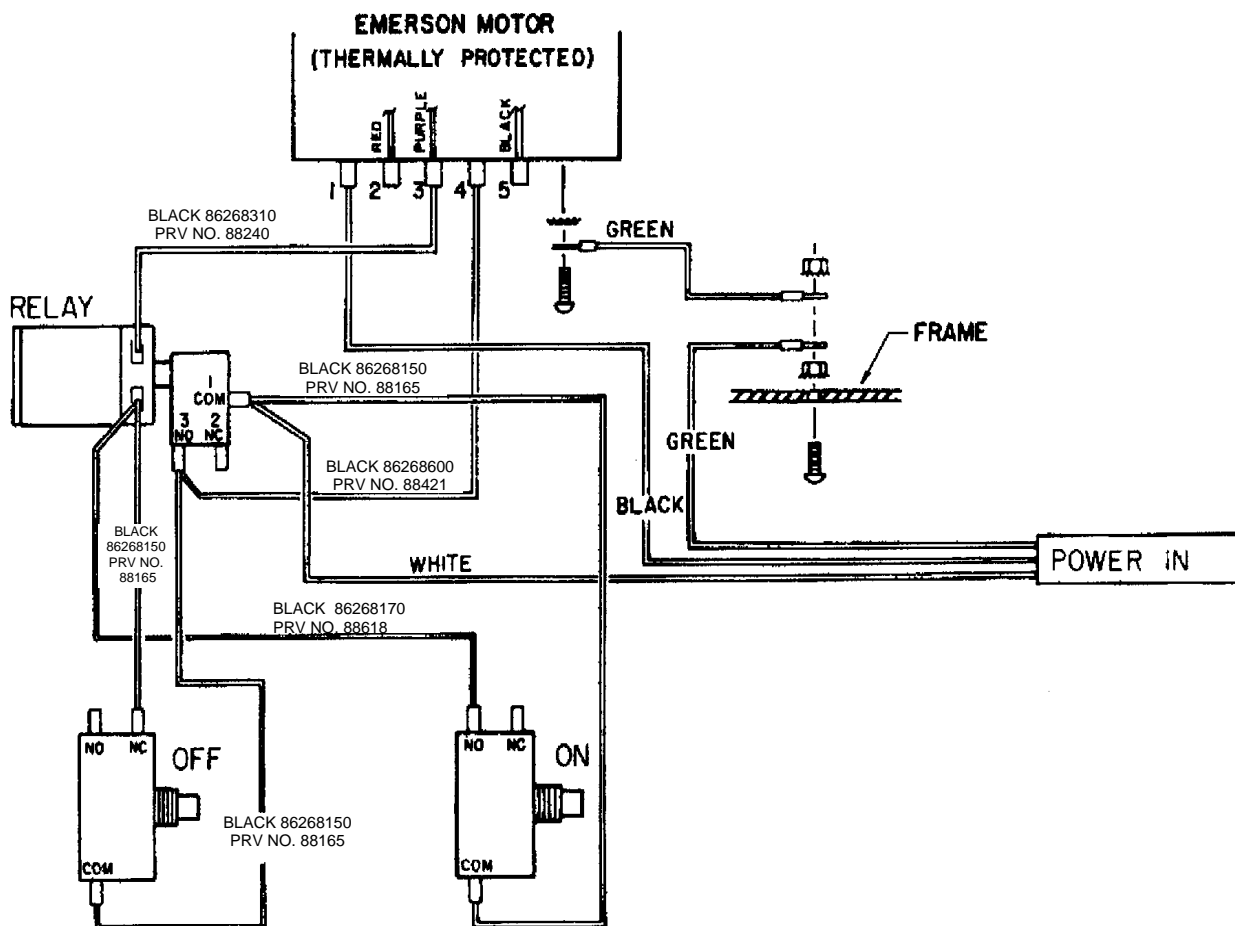 EMERSON MOTOR
(THERMALLY PROTECTED)
RED
PURPLE
BLACK
1
2
3
4
5
BLACK 86268310
PRV NO. 88240
GREEN
RELAY
FRAME
1
COM
3
NO
2
NC
BLACK 86268150
PRV NO. 88165
GREEN
BLACK 86268600
PRV NO. 88421
BLACK
BLACK
86268150
PRV NO.
88165
WHITE
POWER IN
BLACK 86268170
PRV NO. 88618
NO
NC
OFF
COM
BLACK 86268150
PRV NO. 88165
NO
NC
ON
COM